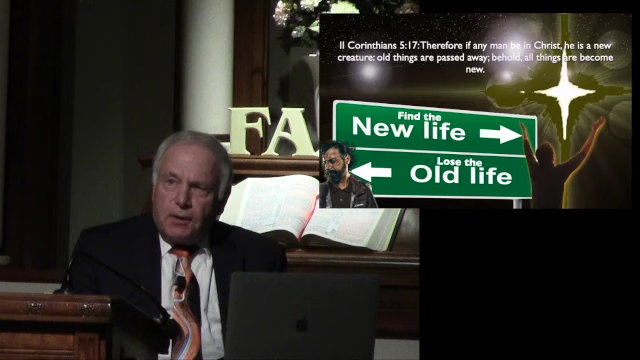 II Corinthians 5:17:Therefore if any man be in Christ, he is a new
creature: old things are passed away; behold, all things are become
new.
Find the
New life
Lose the
Old life
FA